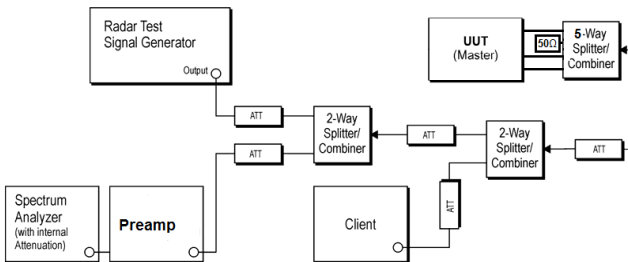 Radar Test
Signal Generator
Output
UUT
(Master)
50Ω
5-Way
Splitter/
Combiner
ATT
ATT
2-Way
Splitter/
Combiner
ATT
2-Way
Splitter/
Combiner
ATT
ATT
Spectrum
Analyzer
(with internal
Attenuation)
Preamp
Client